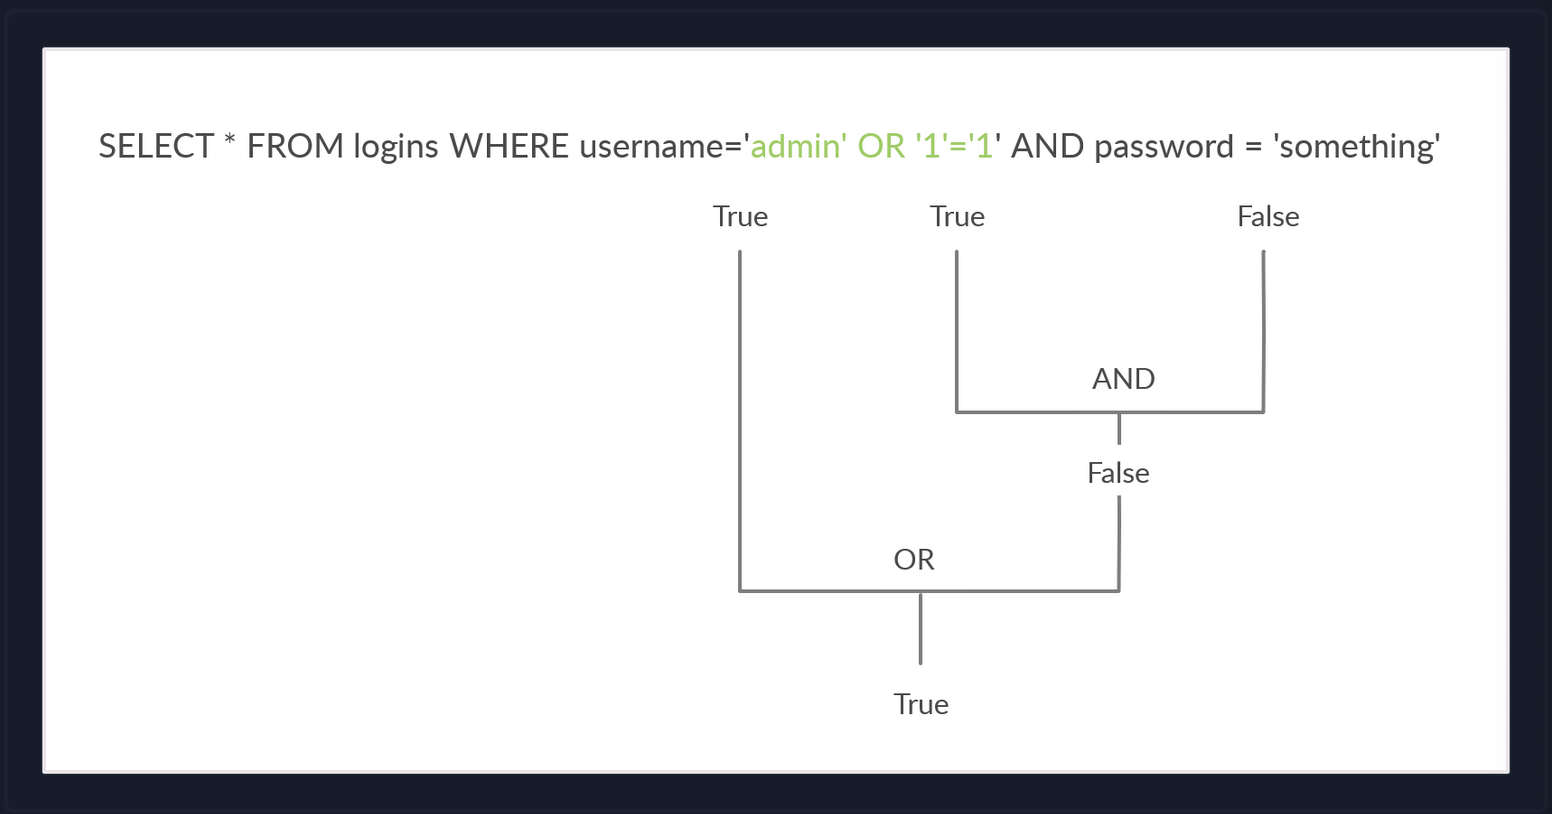 SELECT * FROM logins WHERE username='admin' OR '1'='1' AND password = 'something'
True True False
AND
False
OR
True